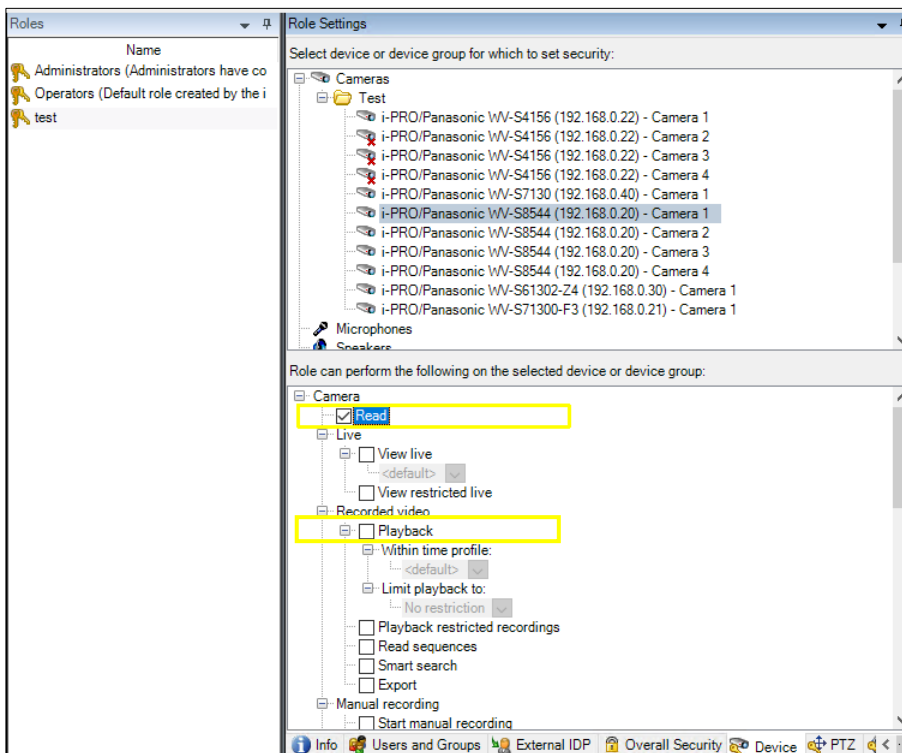 Roles
Name
Administrators (Administrators have co
Operators (Default role created by the i
test
Role Settings
Select device or device group for which to set security:
Cameras
Test
i-PRO/Panasonic WV-S4156 (192.168.0.22) - Camera 1
i-PRO/Panasonic WV-S4156 (192.168.0.22) - Camera 2
i-PRO/Panasonic WV-S4156 (192.168.0.22) - Camera 3
i-PRO/Panasonic WV-S4156 (192.168.0.22) - Camera 4
i-PRO/Panasonic WV-S7130 (192.168.0.40) - Camera 1
i-PRO/Panasonic WV-S8544 (192.168.0.20) - Camera 1
i-PRO/Panasonic WV-S8544 (192.168.0.20) - Camera 2
i-PRO/Panasonic WV-S8544 (192.168.0.20) - Camera 3
i-PRO/Panasonic WV-S8544 (192.168.0.20) - Camera 4
i-PRO/Panasonic WV-S61302-Z4 (192.168.0.30) - Camera 1
i-PRO/Panasonic WV-S71300-F3 (192.168.0.21) - Camera 1
Microphones
Speakers
Role can perform the following on the selected device or device group:
Camera
Read
Live
View live
<default>
View restricted live
Recorded video
Playback
Within time profile:
<default>
Limit playback to:
No restriction
Playback restricted recordings
Read sequences
Smart search
Export
Manual recording
Start manual recording
Info Users and Groups External IDP Overall Security Device PTZ